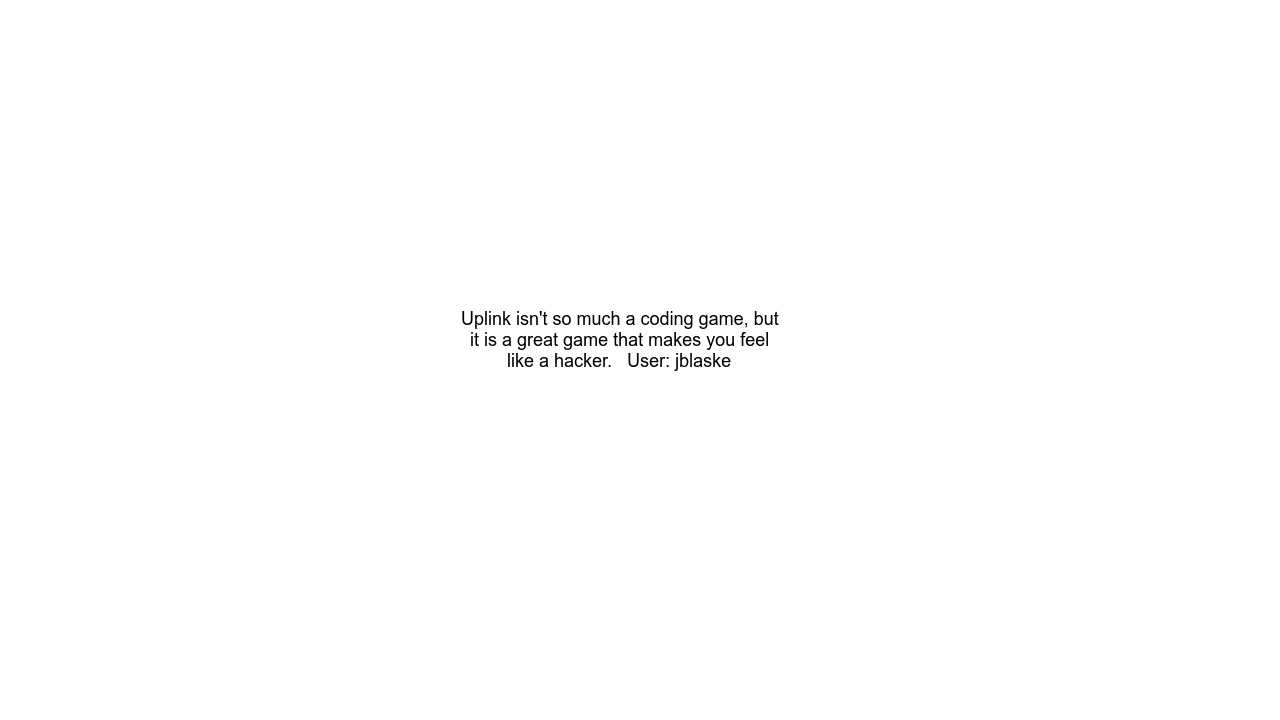 Uplink isn't so much a coding game, but
it is a great game that makes you feel
like a hacker.   User: jblaske